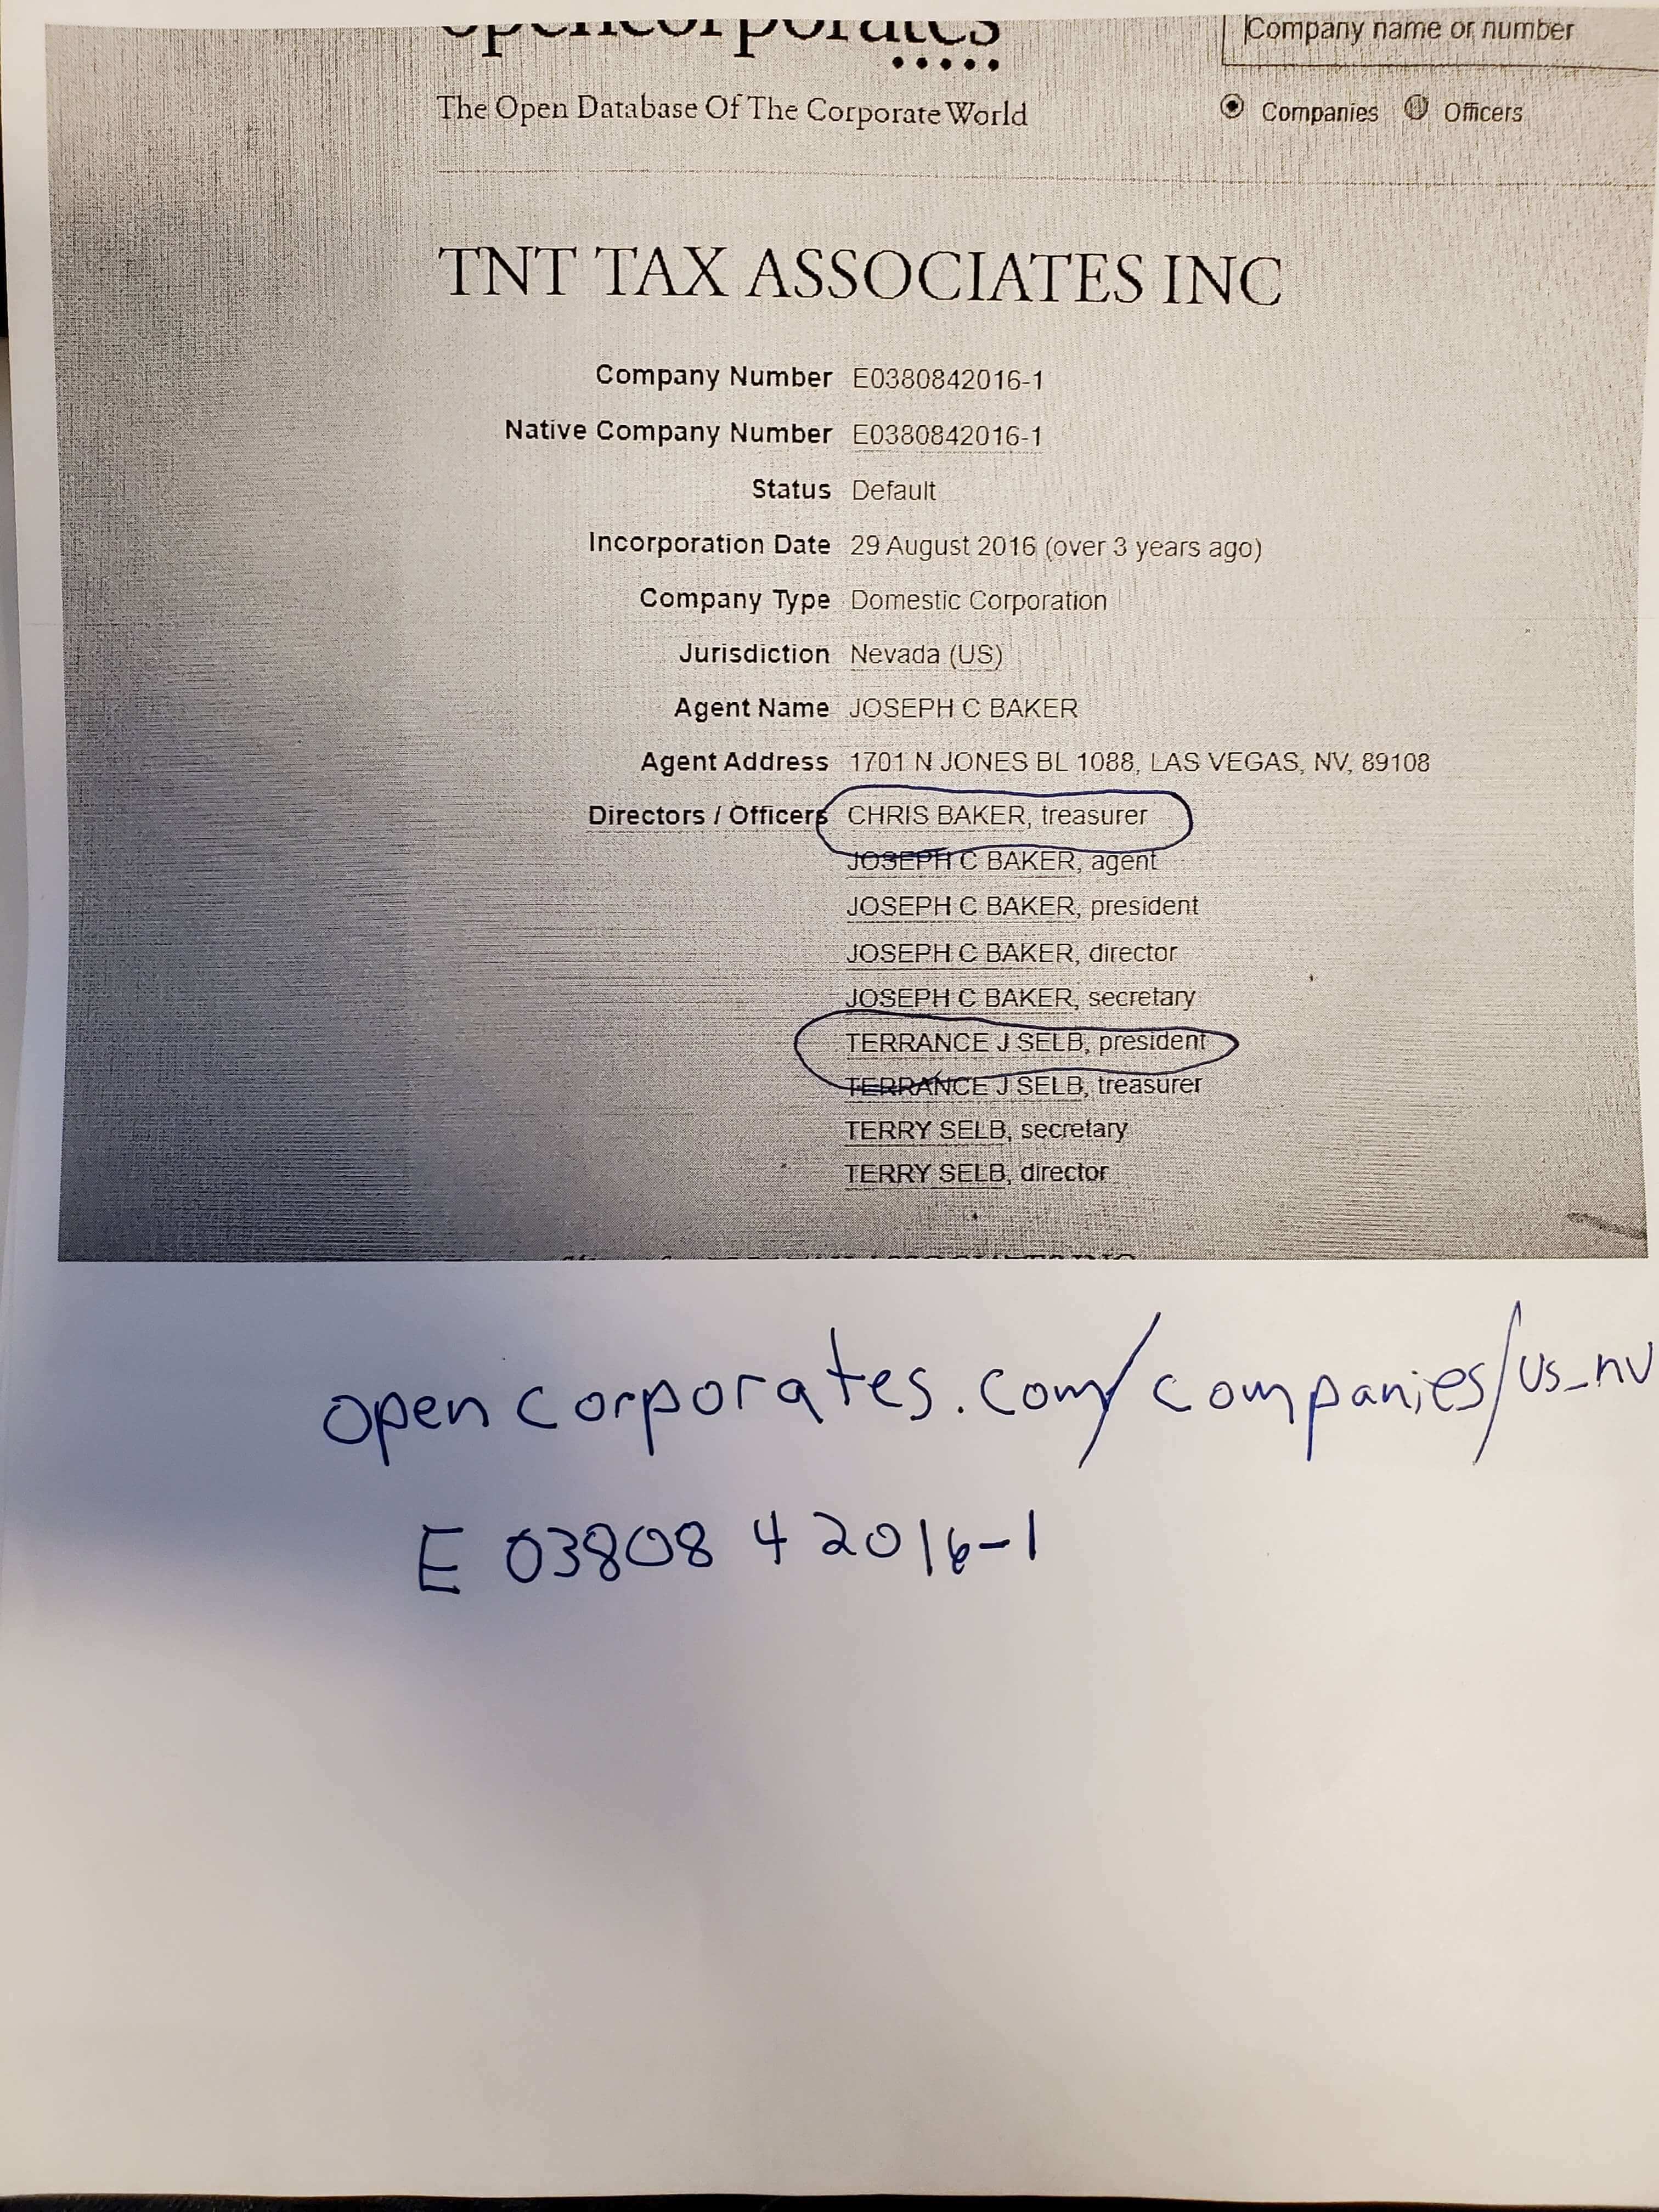 opencorporates
Company name or number
The Open Database Of The Corporate World
Companies Officers
TNT TAX ASSOCIATES INC
Company Number E0380842016-1
Native Company Number E0380842016-1
Status Default
Incorporation Date 29 August 2016 (over 3 years ago)
Company Type Domestic Corporation
Jurisdiction Nevada (US)
Agent Name JOSEPH C BAKER
Agent Address 1701 N JONES BL 1088, LAS VEGAS, NV, 89108
Directors / Officers CHRIS BAKER, treasurer
JOSEPH C BAKER, agent
JOSEPH C BAKER, president
JOSEPH C BAKER, director
JOSEPH C BAKER, secretary
TERRANCE J SELB, president
TERRANCE J SELB, treasurer
TERRY SELB, secretary
TERRY SELB, director
opencorporates.com/companies/us_nv
E 03808 4 2016-1